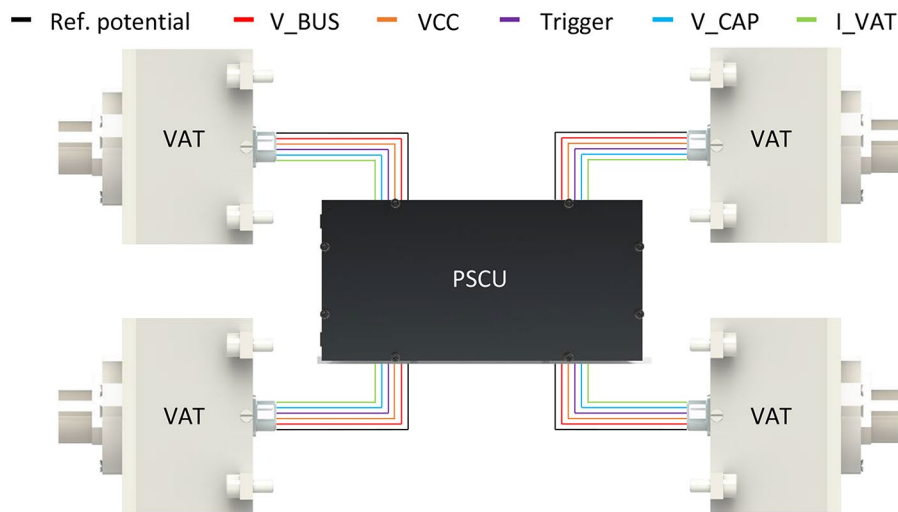 Ref. potential V_BUS VCC Trigger V_CAP I_VAT
VAT VAT
PSCU
VAT VAT